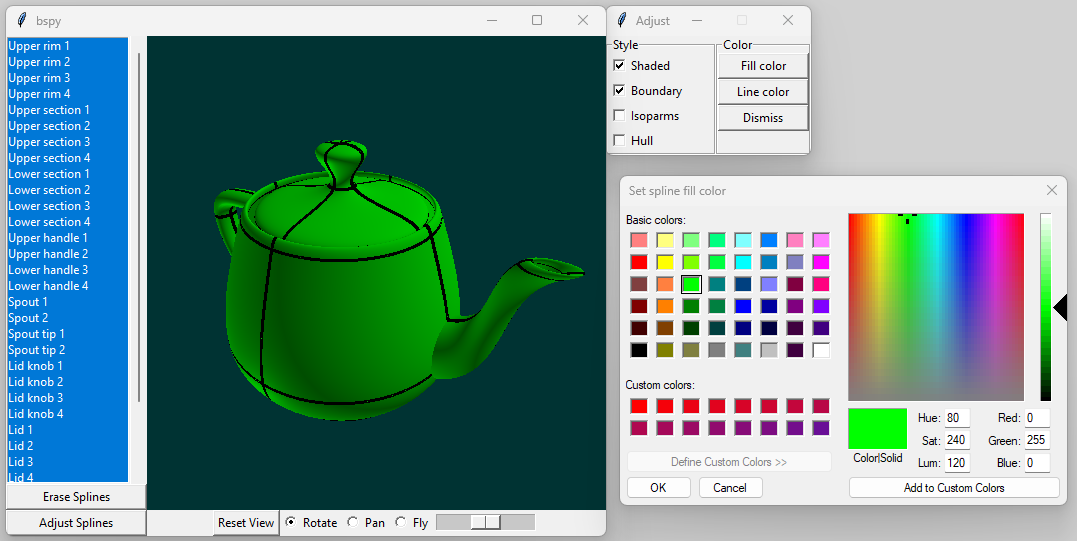 bspy
Upper rim 1
Upper rim 2
Upper rim 3
Upper rim 4
Upper section 1
Upper section 2
Upper section 3
Upper section 4
Lower section 1
Lower section 2
Lower section 3
Lower section 4
Upper handle 1
Upper handle 2
Lower handle 3
Lower handle 4
Spout 1
Spout 2
Spout tip 1
Spout tip 2
Lid knob 1
Lid knob 2
Lid knob 3
Lid knob 4
Lid 1
Lid 2
Lid 3
Lid 4
Erase Splines
Adjust Splines
Reset View
Rotate
Pan
Fly
Adjust
Style
Shaded
Boundary
Isoparms
Hull
Color
Fill color
Line color
Dismiss
Set spline fill color
Basic colors:
Custom colors:
Define Custom Colors >>
OK
Cancel
Color|Solid
Hue: 80
Sat: 240
Lum: 120
Red: 0
Green: 255
Blue: 0
Add to Custom Colors